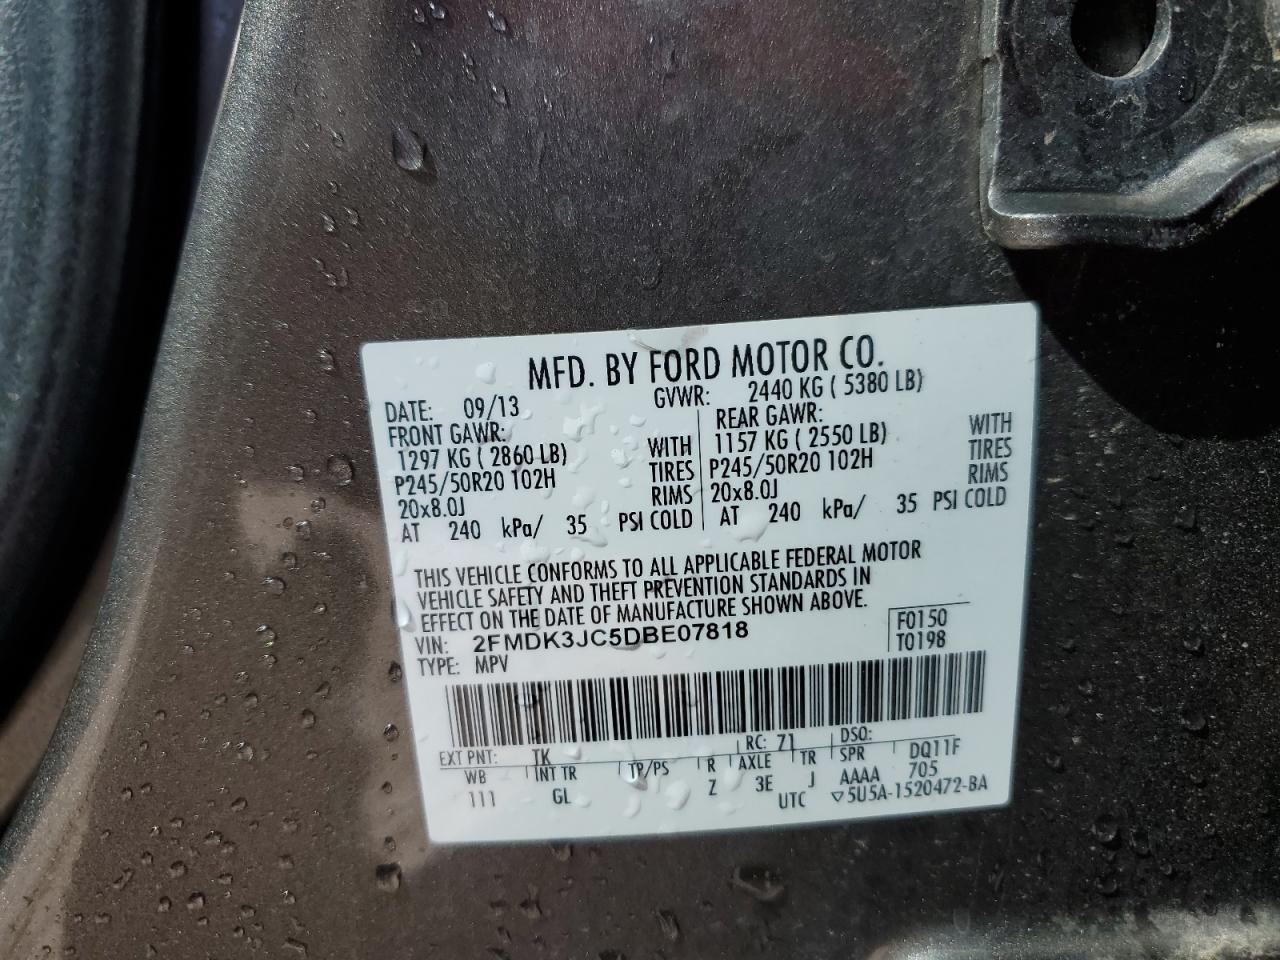 MFD. BY FORD MOTOR CO.
DATE: 09/13 GVWR: 2440 KG ( 5380 LB)
FRONT GAWR: REAR GAWR:
1297 KG ( 2860 LB) WITH 1157 KG ( 2550 LB) WITH
P245/50R20 102H TIRES P245/50R20 102H TIRES
20x8.0J RIMS 20x8.0J RIMS
AT 240 kPa/ 35 PSI COLD AT 240 kPa/ 35 PSI COLD
THIS VEHICLE CONFORMS TO ALL APPLICABLE FEDERAL MOTOR
VEHICLE SAFETY AND THEFT PREVENTION STANDARDS IN
EFFECT ON THE DATE OF MANUFACTURE SHOWN ABOVE.
VIN: 2FMDK3JC5DBE07818 F0150
TYPE: MPV T0198
EXT PNT: TK RC: 71 DSO:
WB INT TR TP/PS R AXLE TR SPR DQ11F
111 GL Z 3E J AAAA 705
UTC ▽5U5A-1520472-BA